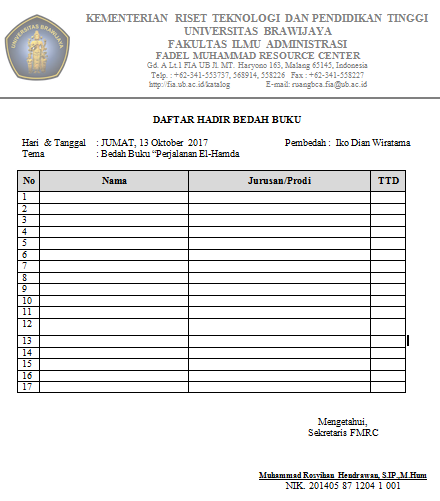 KEMENTERIAN RISET TEKNOLOGI DAN PENDIDIKAN TINGGI
UNIVERSITAS BRAWIJAYA
FAKULTAS ILMU ADMINISTRASI
FADEL MUHAMMAD RESOURCE CENTER
Gd. A Lt.1 FIA UB Jl. MT. Haryono 163, Malang 65145, Indonesia
Telp. : +62-341-553737, 568914, 558226 Fax : +62-341-558227
http://fia.ub.ac.id/katalog E-mail: ruangbca.fia@ub.ac.id
DAFTAR HADIR BEDAH BUKU
Hari & Tanggal : JUMAT, 13 Oktober 2017 Pembedah : Iko Dian Wiratama
Tema : Bedah Buku “Perjalanan El-Hamda
No Nama Jurusan/Prodi TTD
1
2
3
4
5
6
7
8
9
10
11
12
13
14
15
16
17
Mengetahui,
Sekretaris FMRC
Muhammad Rosyihan Hendrawan, S.IP.,M.Hum
NIK. 201405 87 1204 1 001